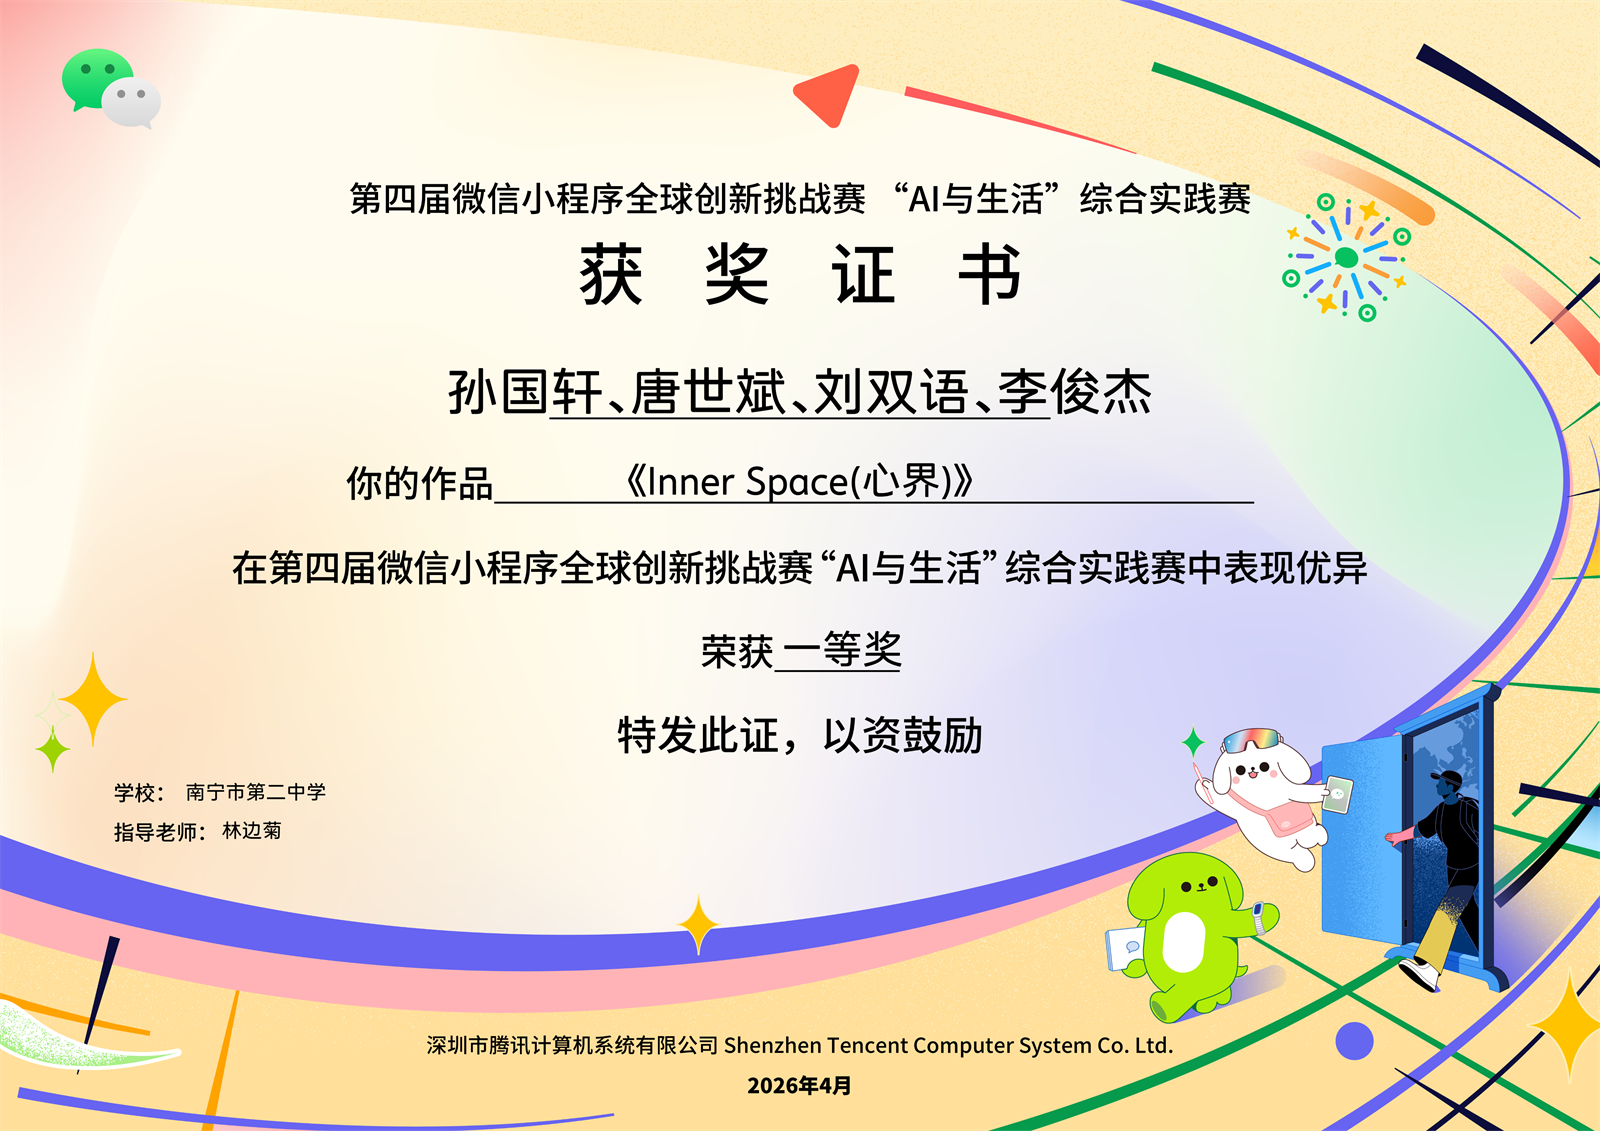 第四届微信小程序全球创新挑战赛 “AI与生活” 综合实践赛
获奖证书
孙国轩、唐世斌、刘双语、李俊杰
你的作品 《Inner Space(心界)》
在第四届微信小程序全球创新挑战赛“AI与生活”综合实践赛中表现优异
荣获 一等奖
特发此证，以资鼓励
学校： 南宁市第二中学
指导老师： 林边菊
深圳市腾讯计算机系统有限公司 Shenzhen Tencent Computer System Co. Ltd.
2026年4月